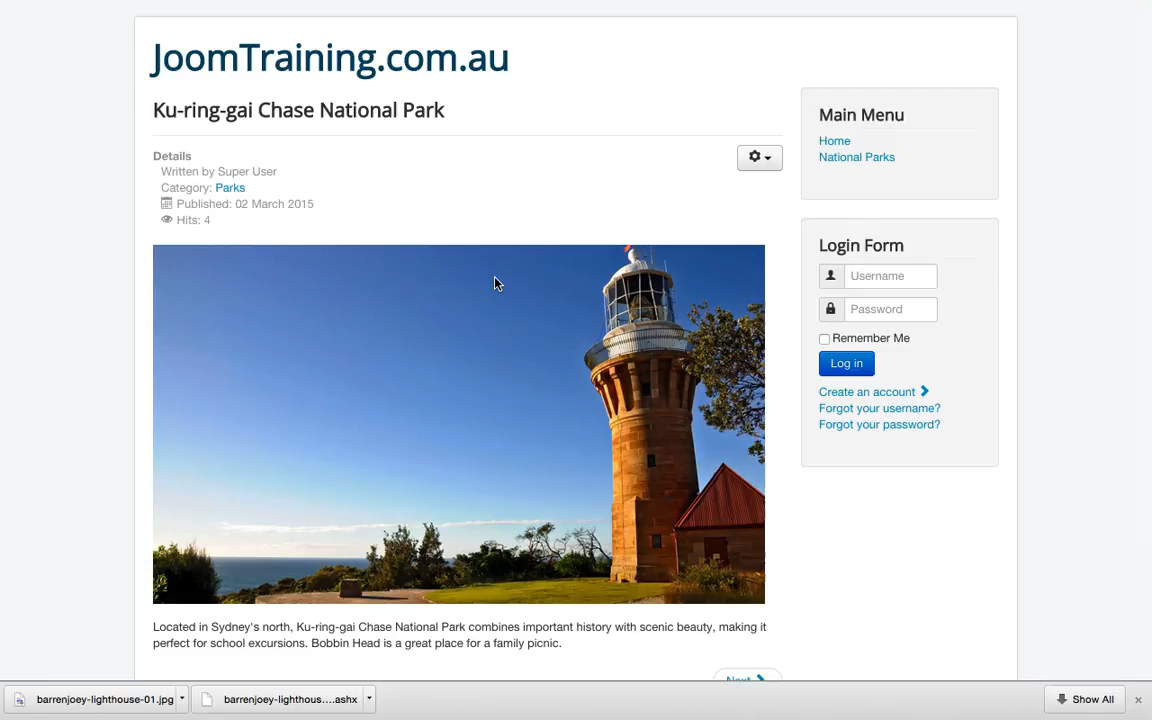 JoomTraining.com.au
Ku-ring-gai Chase National Park
Details
Written by Super User
Category: Parks
Published: 02 March 2015
Hits: 4
Located in Sydney's north, Ku-ring-gai Chase National Park combines important history with scenic beauty, making it
perfect for school excursions. Bobbin Head is a great place for a family picnic.
Next
Main Menu
Home
National Parks
Login Form
Username
Password
Remember Me
Log in
Create an account
Forgot your username?
Forgot your password?
barrenjoey-lighthouse-01.jpg
barrenjoey-lighthous....ashx
Show All